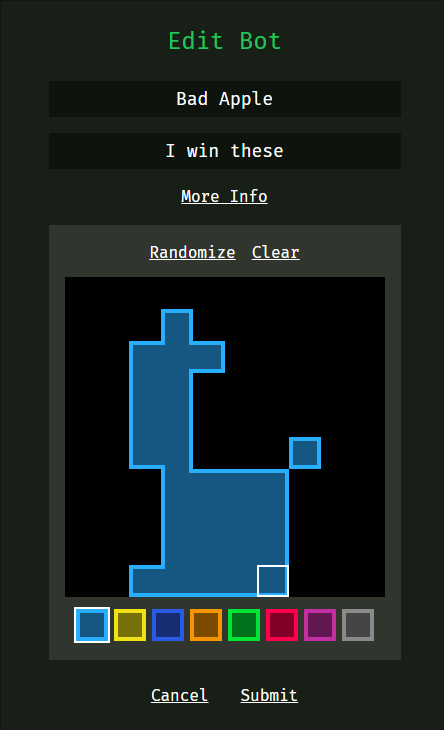 Edit Bot
Bad Apple
I win these
More Info
Randomize Clear
Cancel Submit